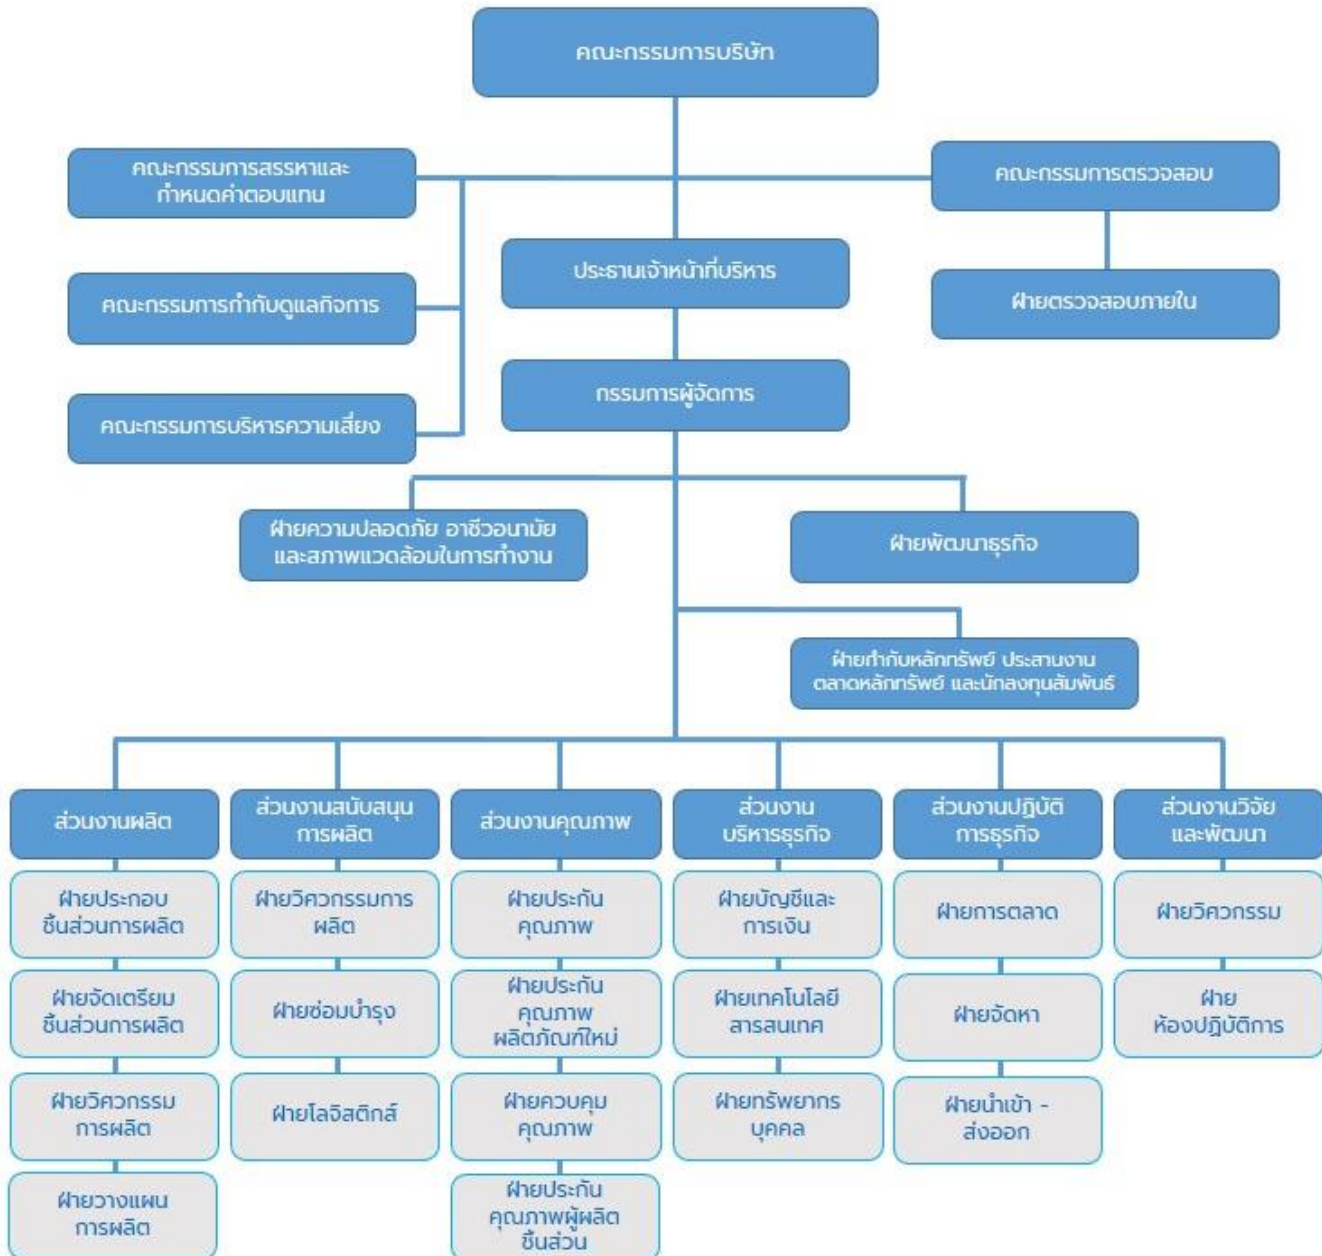 คณะกรรมการบริษัท
คณะกรรมการสรรหาและ
กำหนดค่าตอบแทน
คณะกรรมการตรวจสอบ
ประธานเจ้าหน้าที่บริหาร
คณะกรรมการกำกับดูแลกิจการ
ฝ่ายตรวจสอบภายใน
กรรมการผู้จัดการ
คณะกรรมการบริหารความเสี่ยง
ฝ่ายความปลอดภัย อาชีวอนามัย
และสภาพแวดล้อมในการทำงาน
ฝ่ายพัฒนาธุรกิจ
ฝ่ายกำกับหลักทรัพย์ ประสานงาน
ตลาดหลักทรัพย์ และนักลงทุนสัมพันธ์
ส่วนงานผลิต
ฝ่ายประกอบ
ชิ้นส่วนการผลิต
ฝ่ายจัดเตรียม
ชิ้นส่วนการผลิต
ฝ่ายวิศวกรรม
การผลิต
ฝ่ายวางแผน
การผลิต
ส่วนงานสนับสนุน
การผลิต
ฝ่ายวิศวกรรมการ
ผลิต
ฝ่ายซ่อมบำรุง
ฝ่ายโลจิสติกส์
ส่วนงานคุณภาพ
ฝ่ายประกัน
คุณภาพ
ฝ่ายประกัน
คุณภาพ
ผลิตภัณฑ์ใหม่
ฝ่ายควบคุม
คุณภาพ
ฝ่ายประกัน
คุณภาพผู้ผลิต
ชิ้นส่วน
ส่วนงาน
บริหารธุรกิจ
ฝ่ายบัญชีและ
การเงิน
ฝ่ายเทคโนโลยี
สารสนเทศ
ฝ่ายทรัพยากร
บุคคล
ส่วนงานปฏิบัติ
การธุรกิจ
ฝ่ายการตลาด
ฝ่ายจัดหา
ฝ่ายนำเข้า -
ส่งออก
ส่วนงานวิจัย
และพัฒนา
ฝ่ายวิศวกรรม
ฝ่าย
ห้องปฏิบัติการ